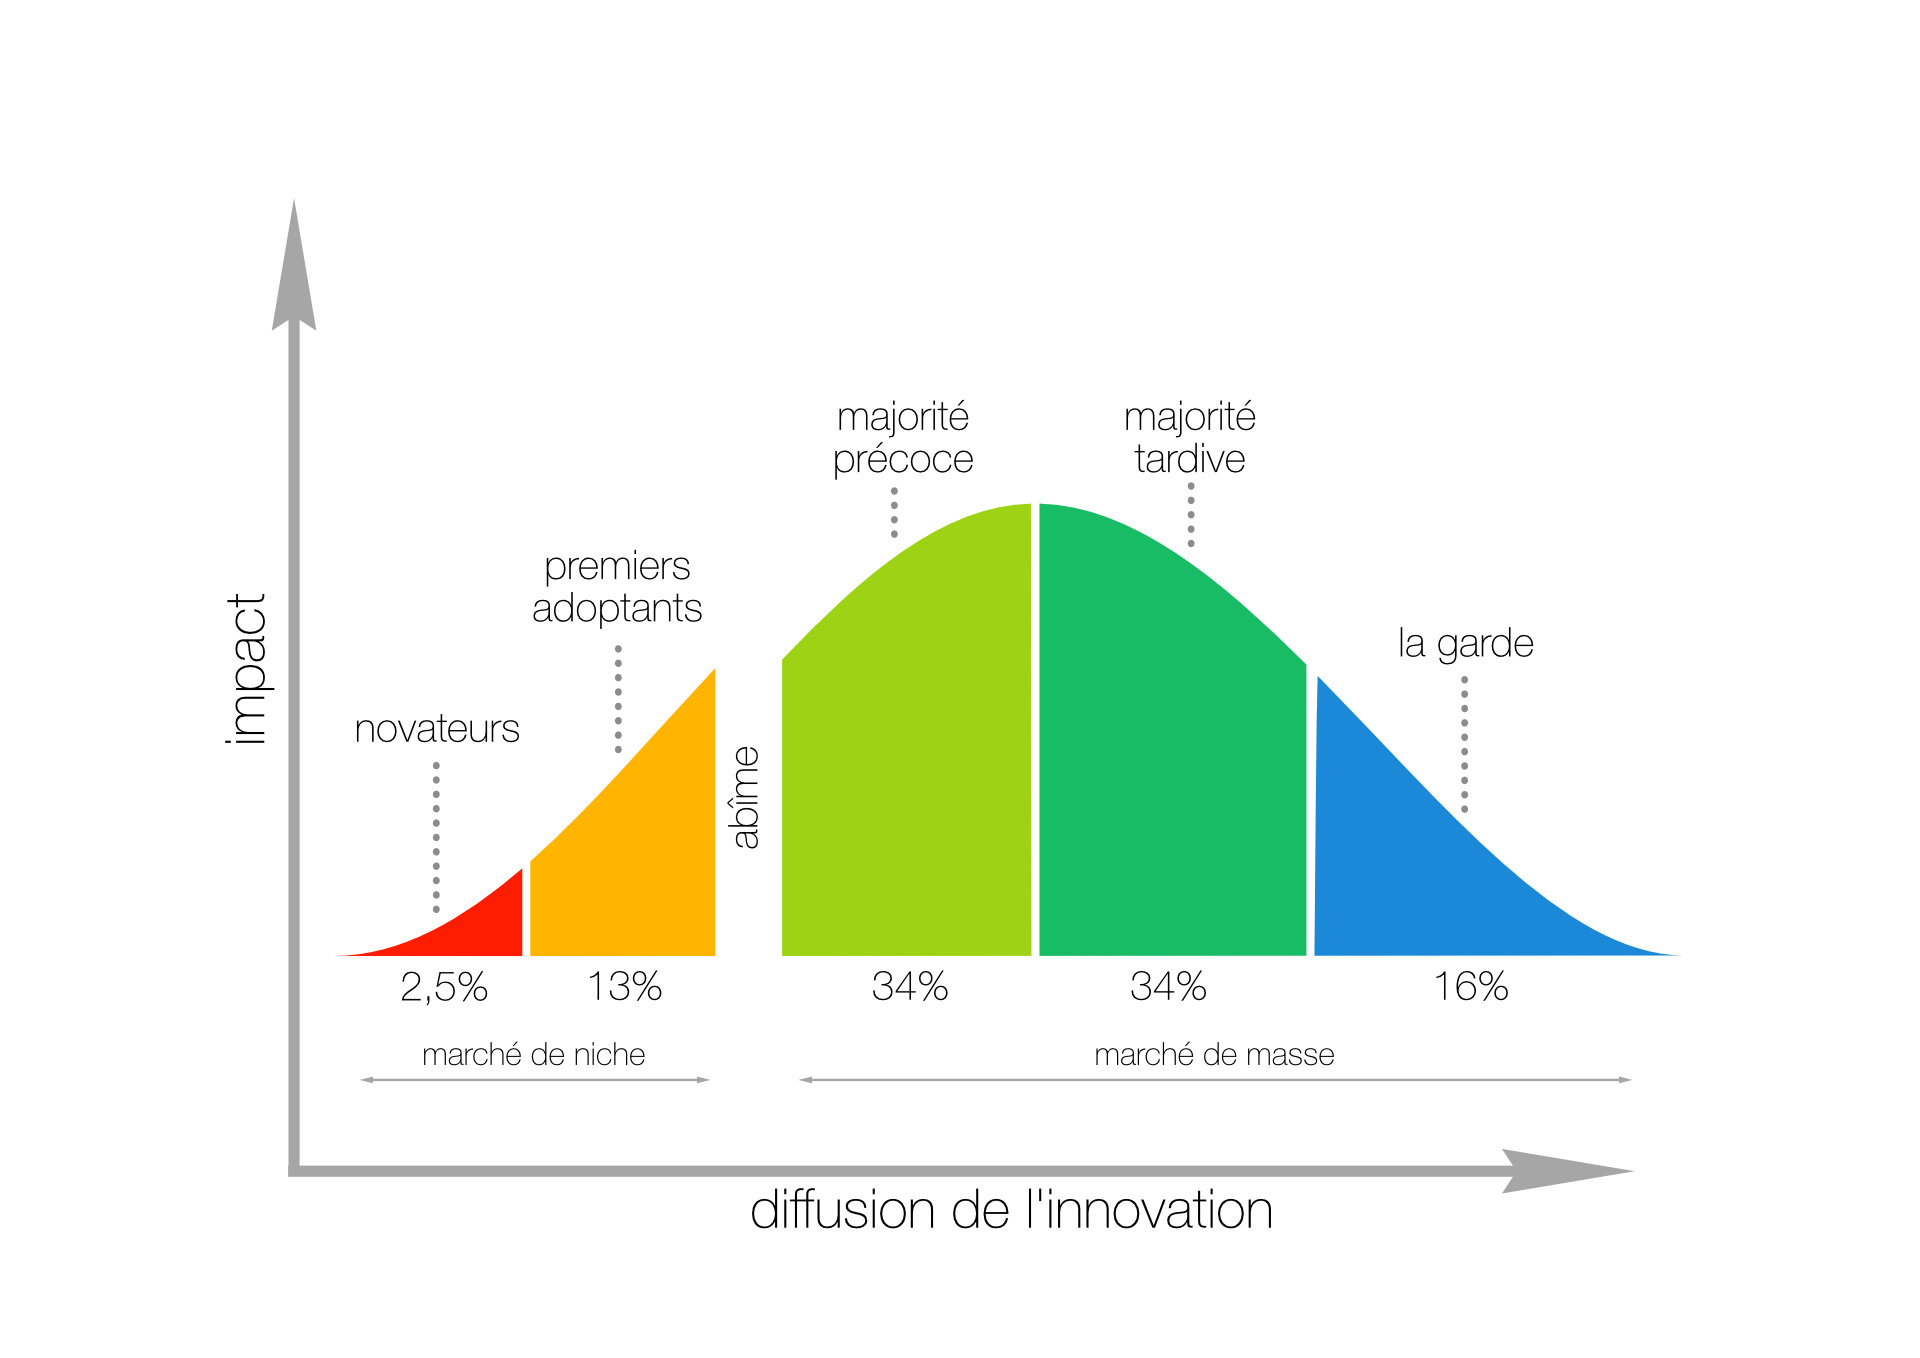 majorité
précoce
majorité
tardive
premiers
adoptants
la garde
novateurs
impact
abîme
2,5%
13%
34%
34%
16%
marché de niche
marché de masse
diffusion de l'innovation